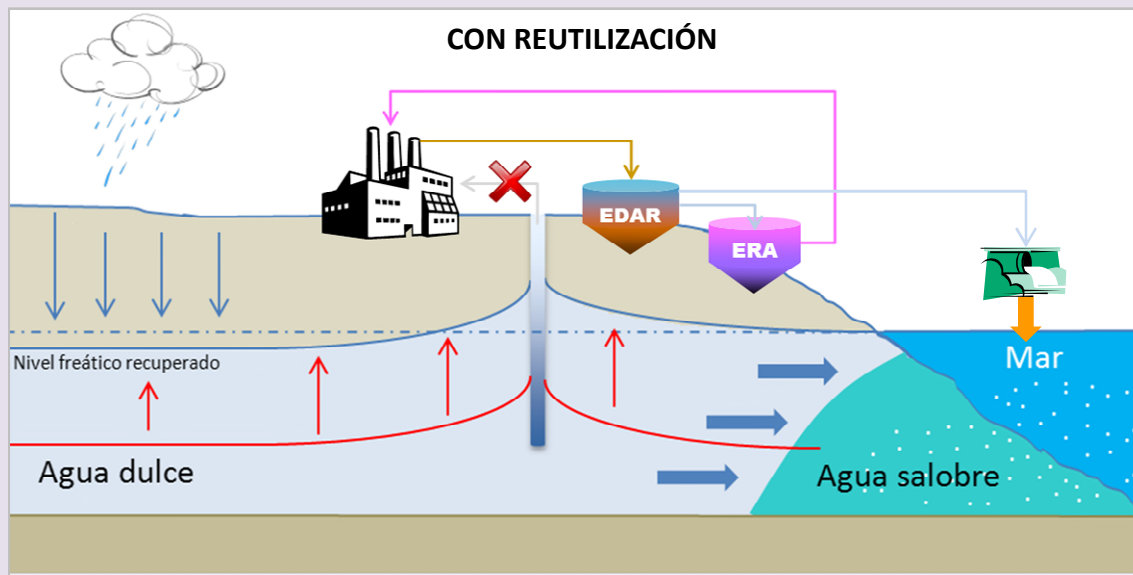 CON REUTILIZACIÓN
EDAR
ERA
Mar
Nivel freático recuperado
Agua dulce
Agua salobre